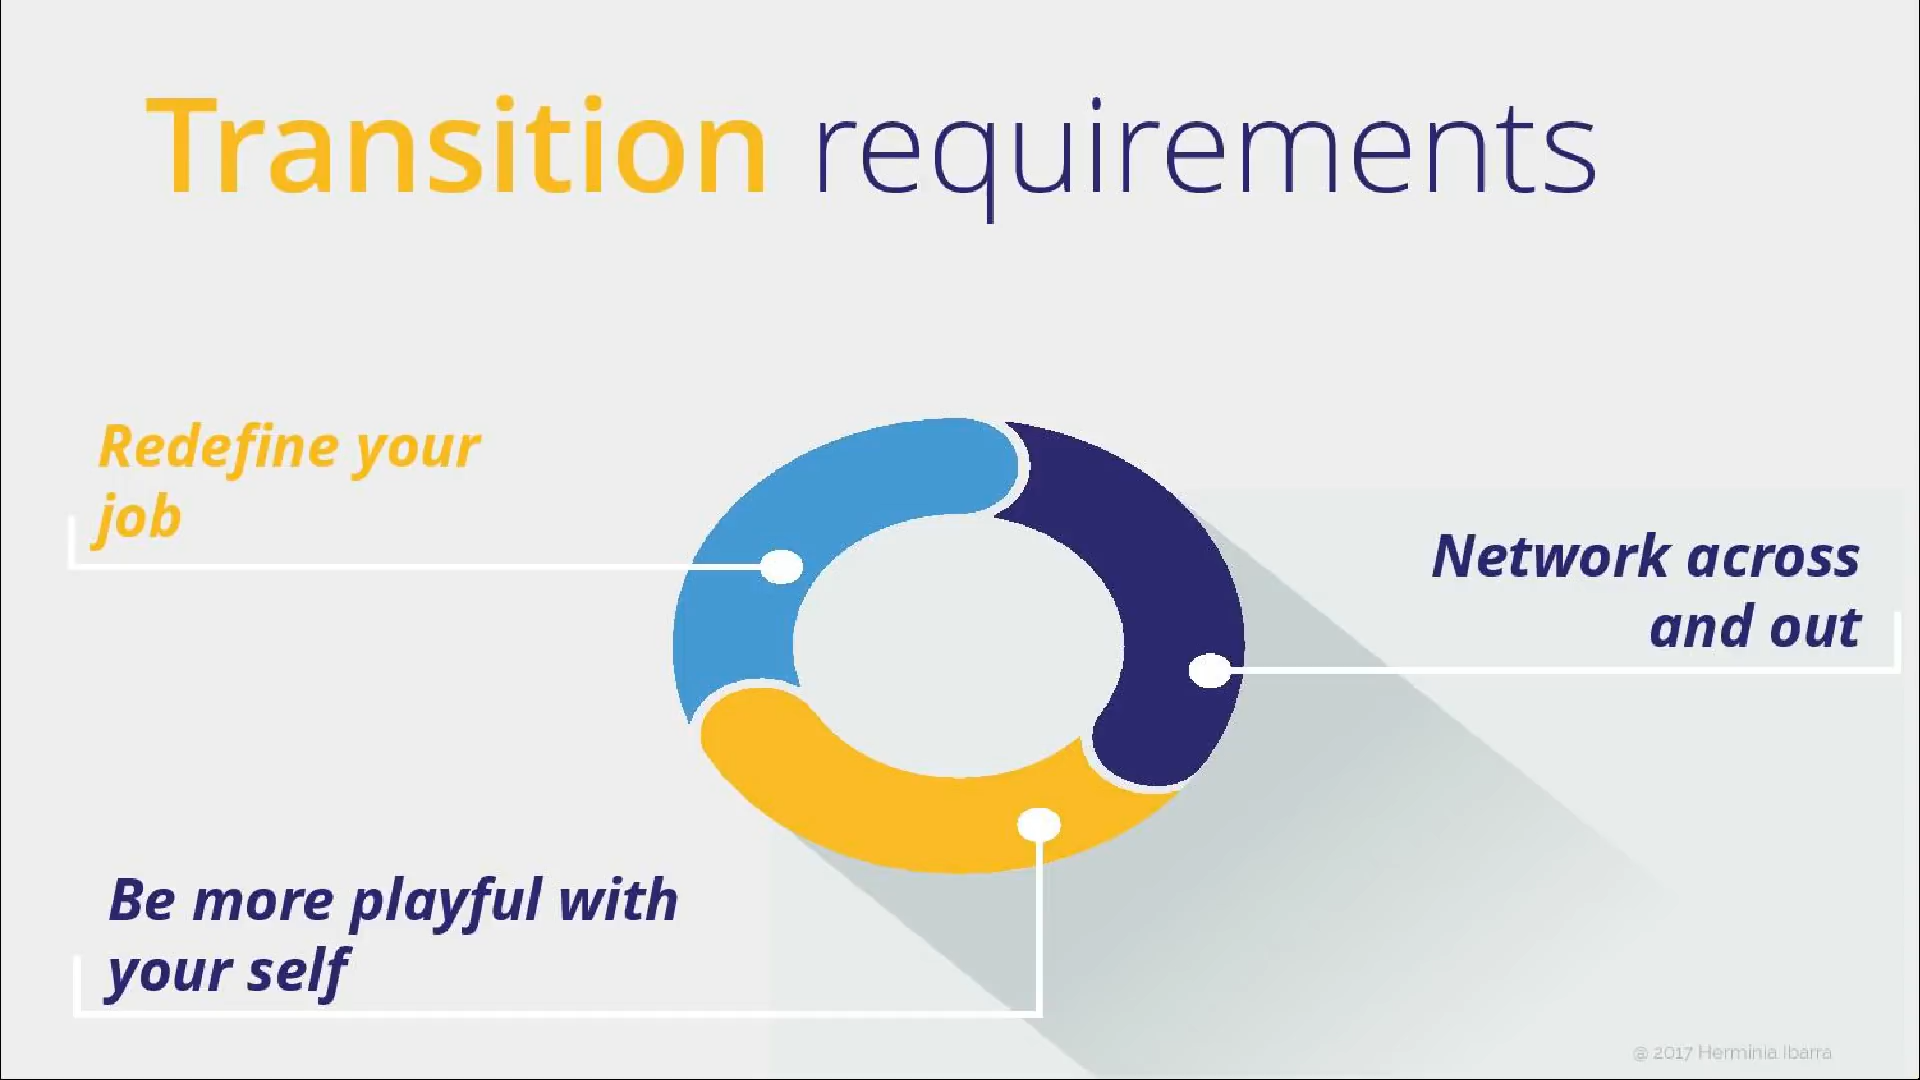 Transition requirements
Redefine your
job
Network across
and out
Be more playful with
your self
@ 2017 Herminia Ibarra